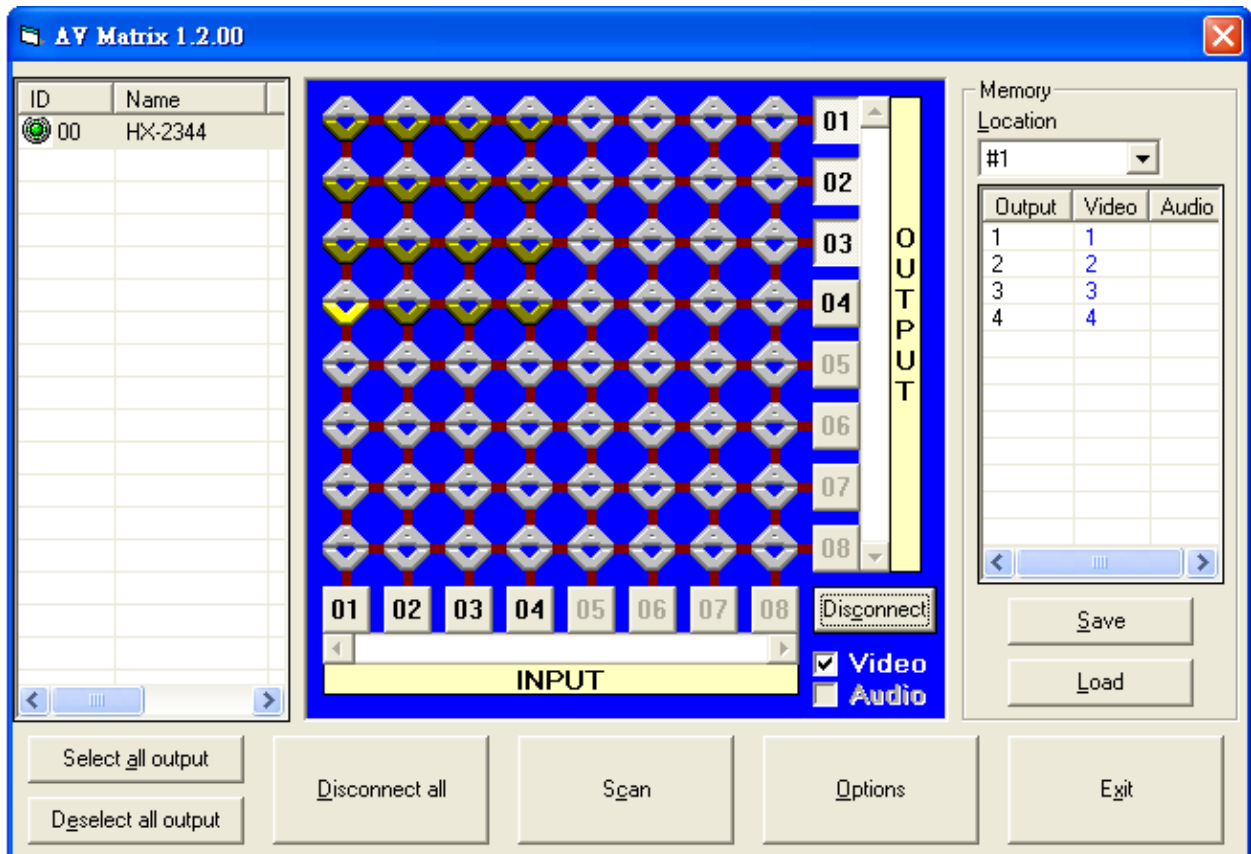 AV Matrix 1.2.00
ID Name
00 HX-2344
01
02
03
04
05
06
07
08
OUTPUT
01 02 03 04 05 06 07 08
INPUT
Disconnect
Video
Audio
Memory
Location
#1
Output Video Audio
1 1
2 2
3 3
4 4
Save
Load
Select all output
Deselect all output
Disconnect all
Scan
Options
Exit